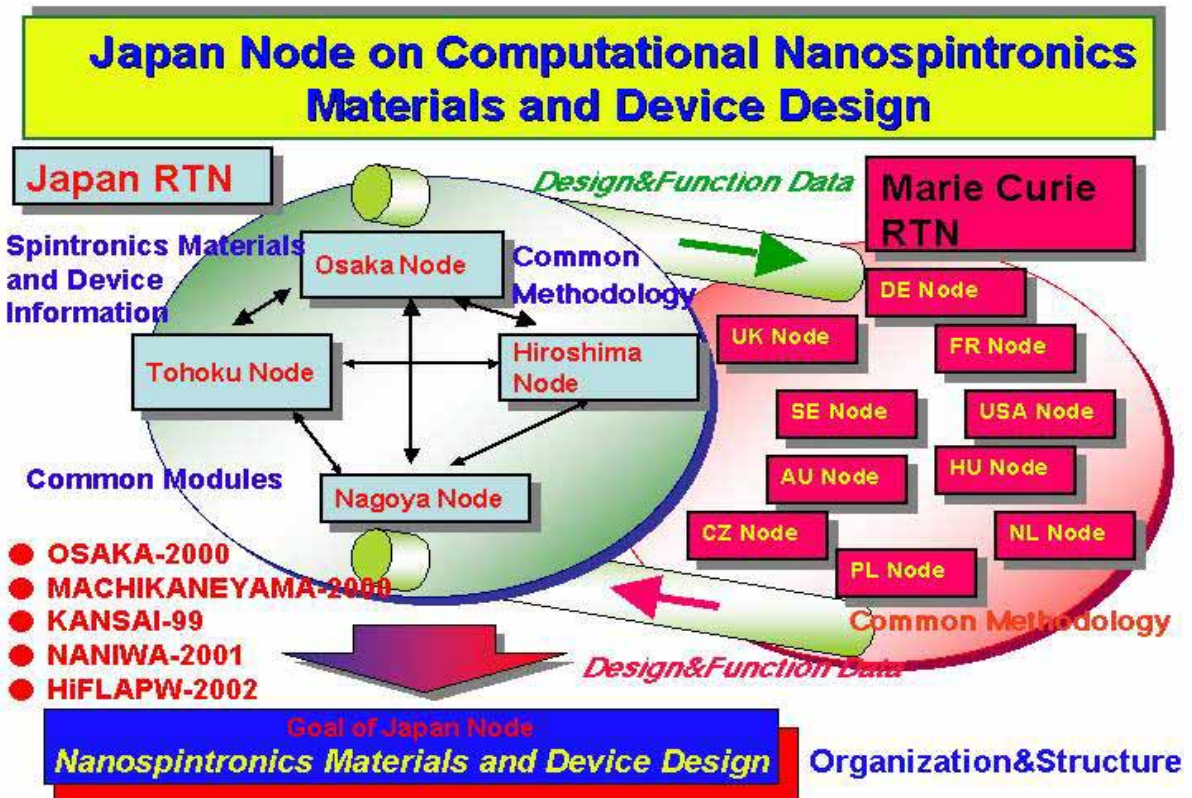 Japan Node on Computational Nanospintronics
Materials and Device Design
Japan RTN
Design&Function Data
Marie Curie
RTN
Spintronics Materials
and Device
Information
Osaka Node
Common
Methodology
DE Node
UK Node
FR Node
Tohoku Node
Hiroshima
Node
SE Node
USA Node
AU Node
HU Node
Common Modules
Nagoya Node
CZ Node
NL Node
PL Node
OSAKA-2000
MACHIKANEYAMA-2000
KANSAI-99
NANIWA-2001
HiFLAPW-2002
Common Methodology
Design&Function Data
Goal of Japan Node
Nanospintronics Materials and Device Design
Organization&Structure